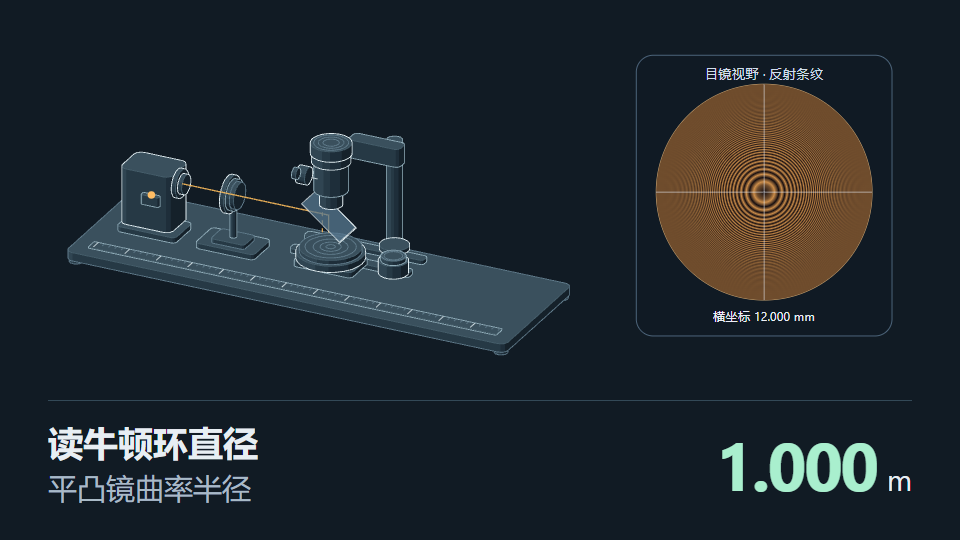 目镜视野 · 反射条纹
横坐标 12.000 mm
读牛顿环直径
平凸镜曲率半径
1.000 m